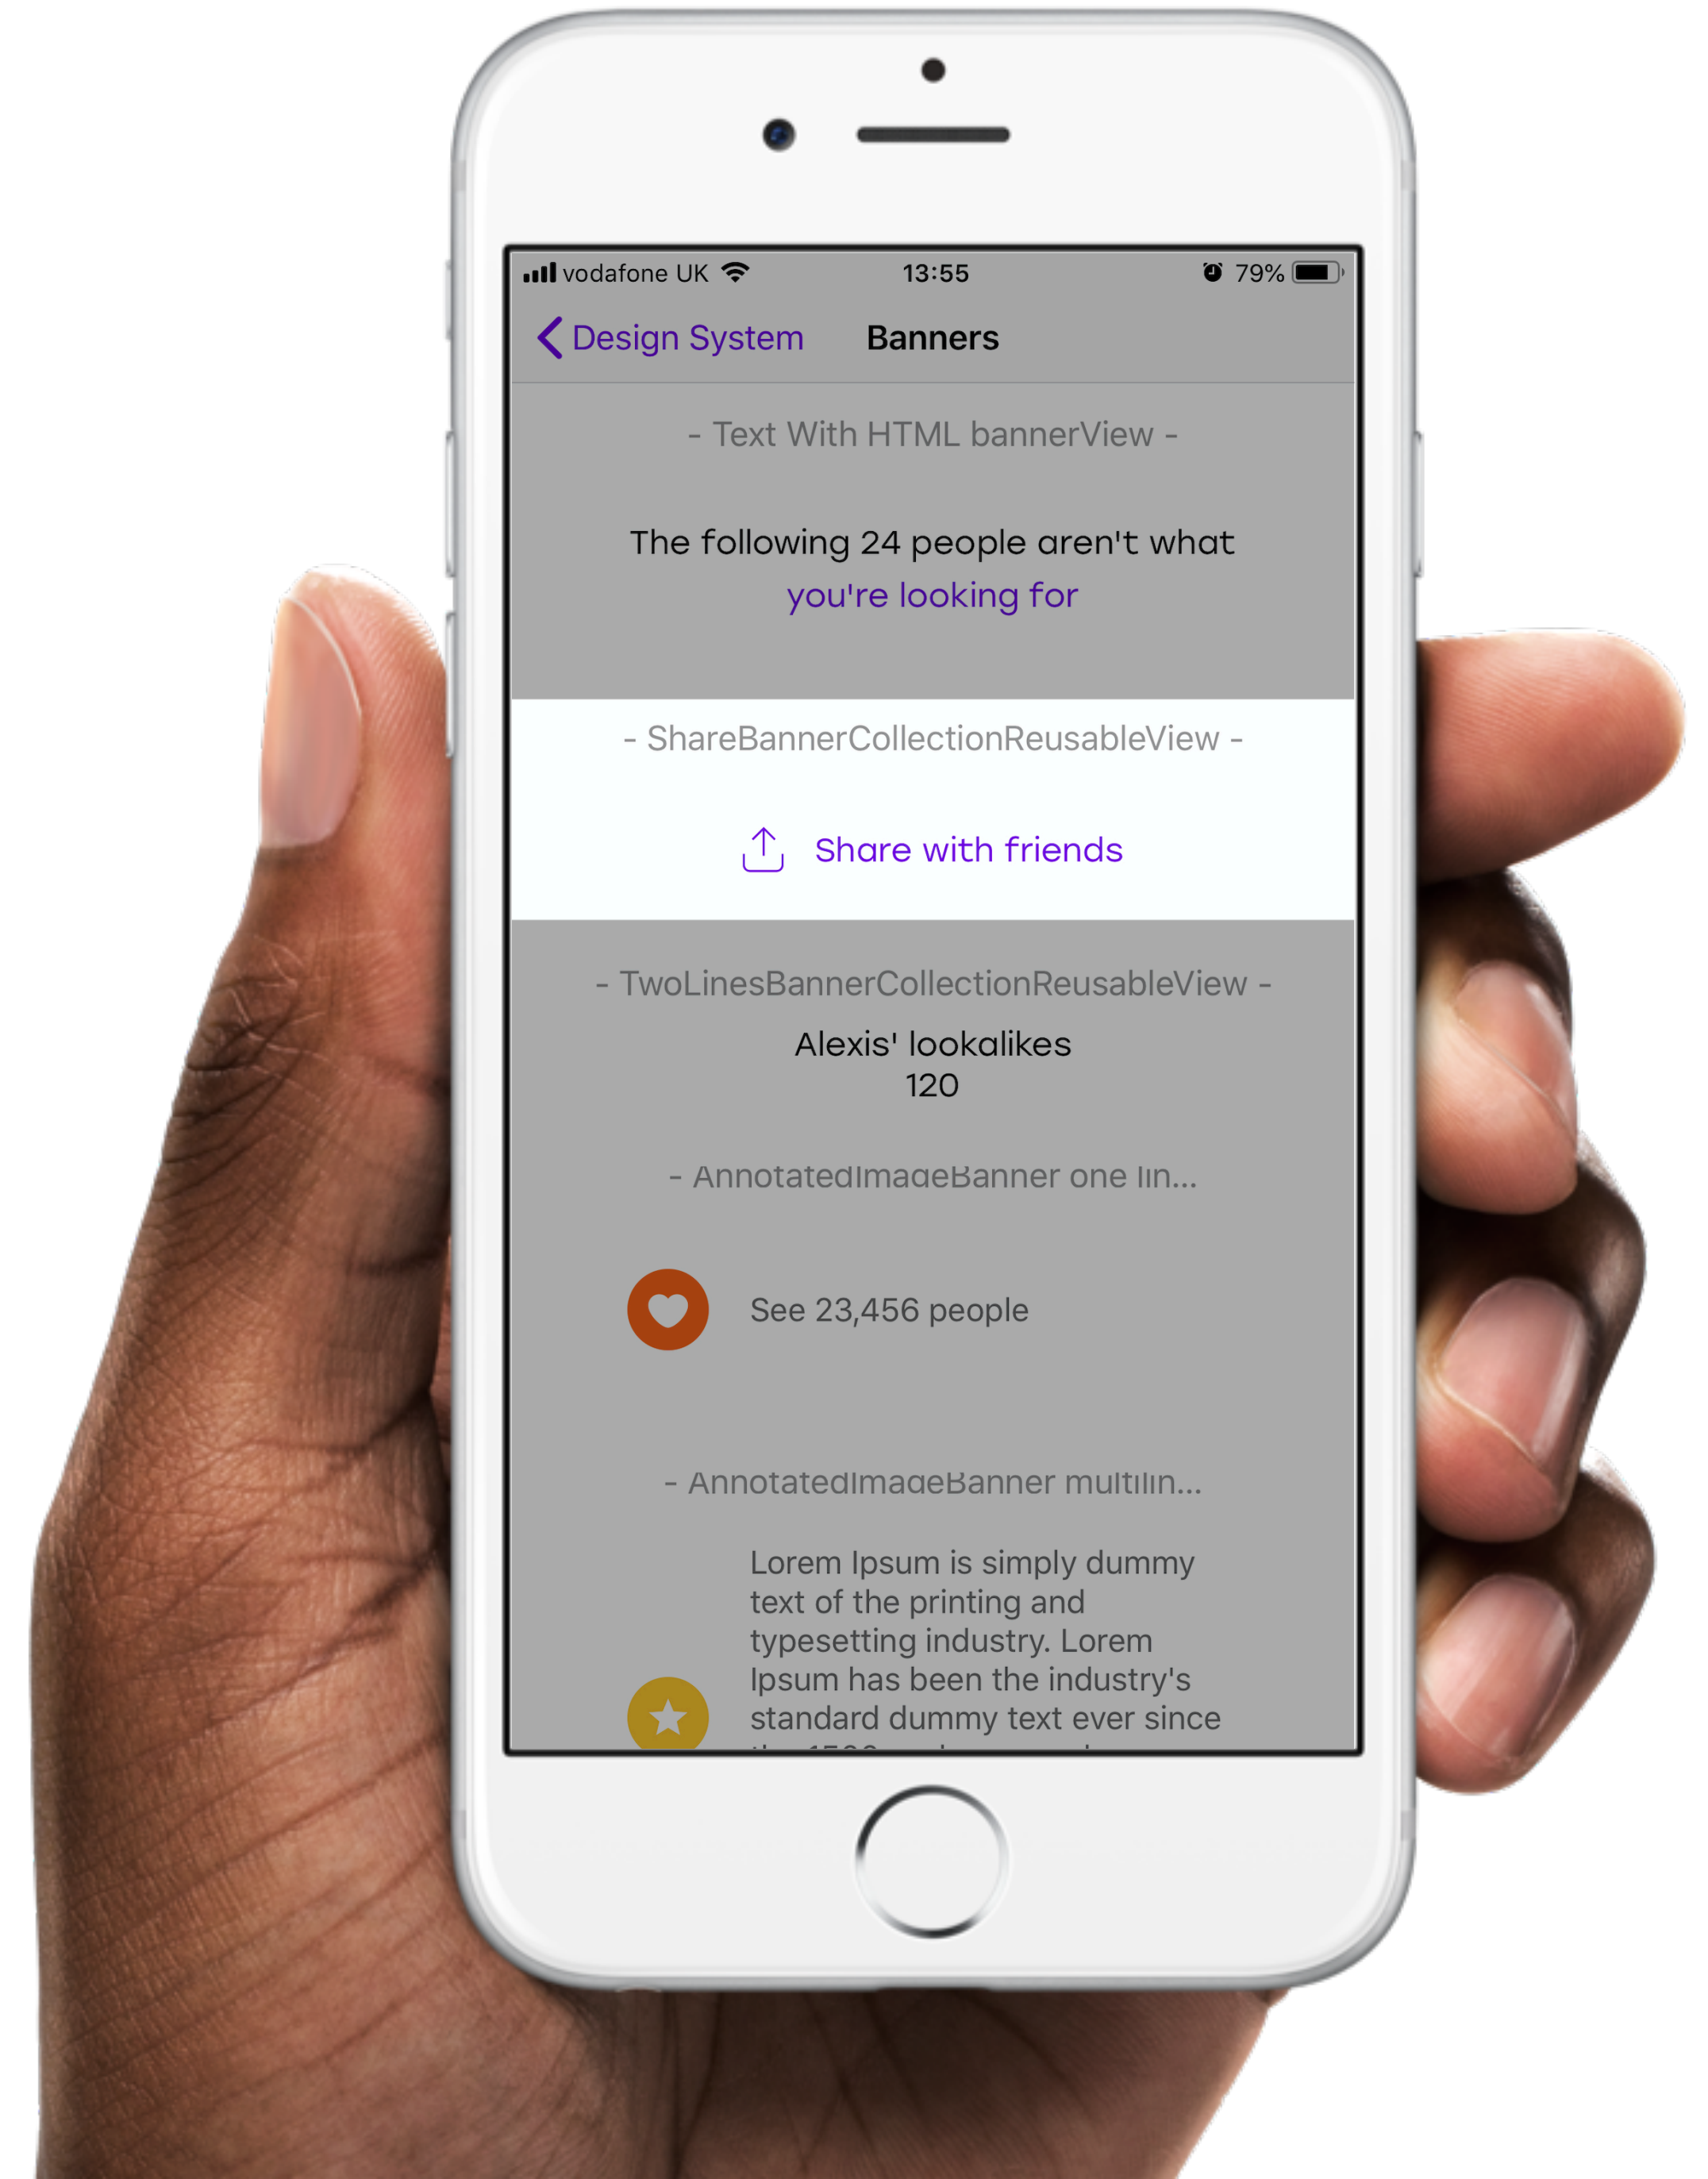 vodafone UK 13:55 79%
Design System Banners
- Text With HTML bannerView -
The following 24 people aren't what
you're looking for
- ShareBannerCollectionReusableView -
Share with friends
- TwoLinesBannerCollectionReusableView -
Alexis' lookalikes
120
- AnnotatedImageBanner one lin...
See 23,456 people
- AnnotatedImageBanner multilin...
Lorem Ipsum is simply dummy
text of the printing and
typesetting industry. Lorem
Ipsum has been the industry's
standard dummy text ever since